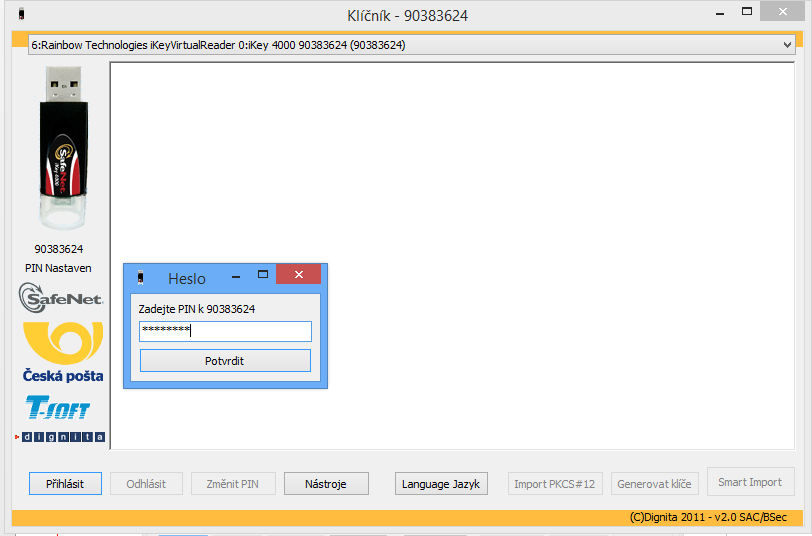 Klíčník - 90383624
6:Rainbow Technologies iKeyVirtualReader 0:iKey 4000 90383624 (90383624)
SafeNet
iKey 4000
90383624
PIN Nastaven
SafeNet.
Česká pošta
T-SOFT
dignita
Heslo
Zadejte PIN k 90383624
********
Potvrdit
Přihlásit
Odhlásit
Změnit PIN
Nástroje
Language Jazyk
Import PKCS#12
Generovat klíče
Smart Import
(C)Dignita 2011 - v2.0 SAC/BSec